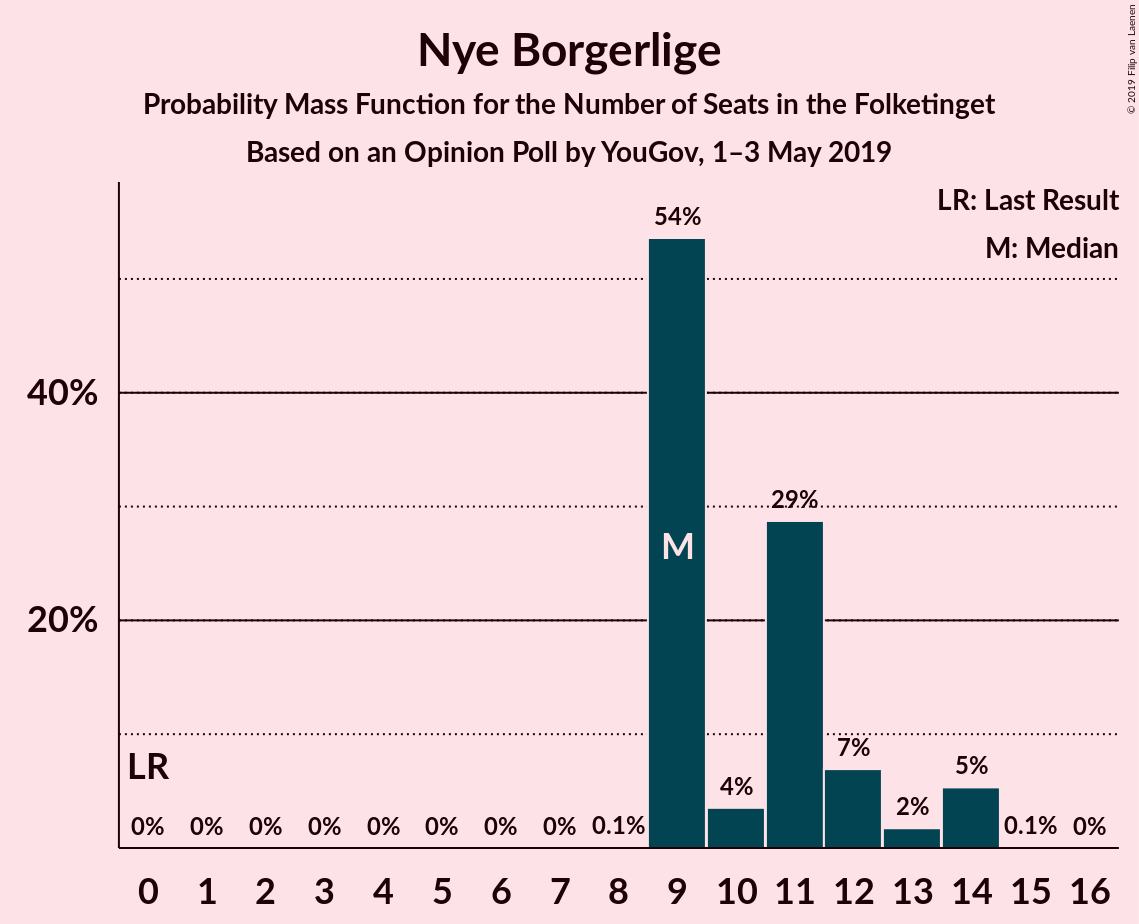 Nye Borgerlige
Probability Mass Function for the Number of Seats in the Folketinget
Based on an Opinion Poll by YouGov, 1–3 May 2019
© 2019 Filip van Laenen
LR: Last Result
M: Median
54%
40%
29%
M
20%
7%
LR
5%
4%
2%
0% 0% 0% 0% 0% 0% 0% 0% 0.1% 0.1% 0%
0 1 2 3 4 5 6 7 8 9 10 11 12 13 14 15 16